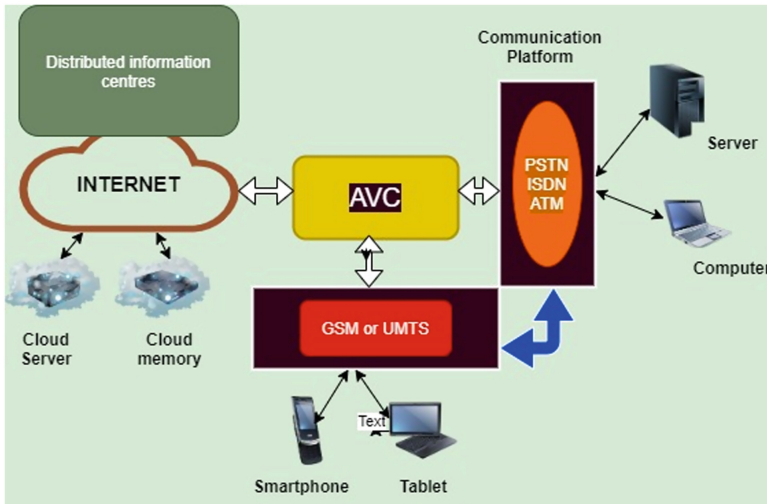 Distributed information
centres
Communication
Platform
Server
INTERNET
AVC
PSTN
ISDN
ATM
Computer
GSM or UMTS
Cloud
Server
Cloud
memory
Text
Smartphone
Tablet